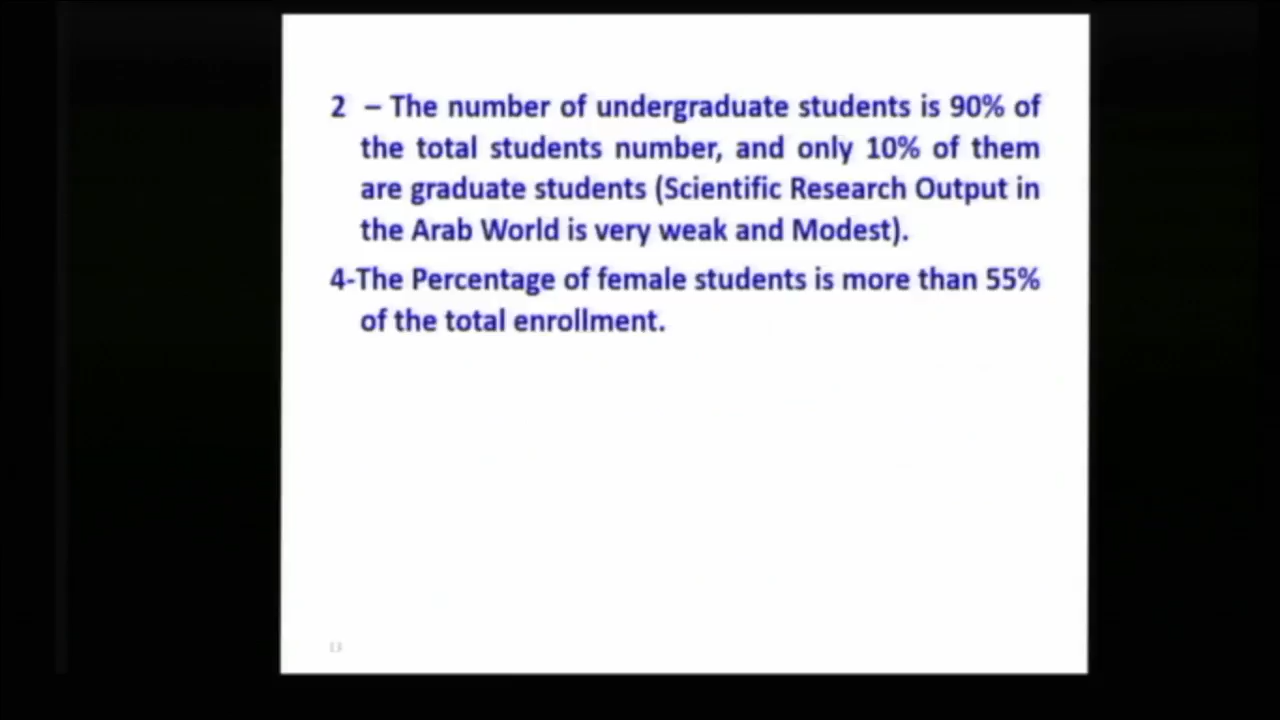 2 – The number of undergraduate students is 90% of
the total students number, and only 10% of them
are graduate students (Scientific Research Output in
the Arab World is very weak and Modest).
4-The Percentage of female students is more than 55%
of the total enrollment.
13